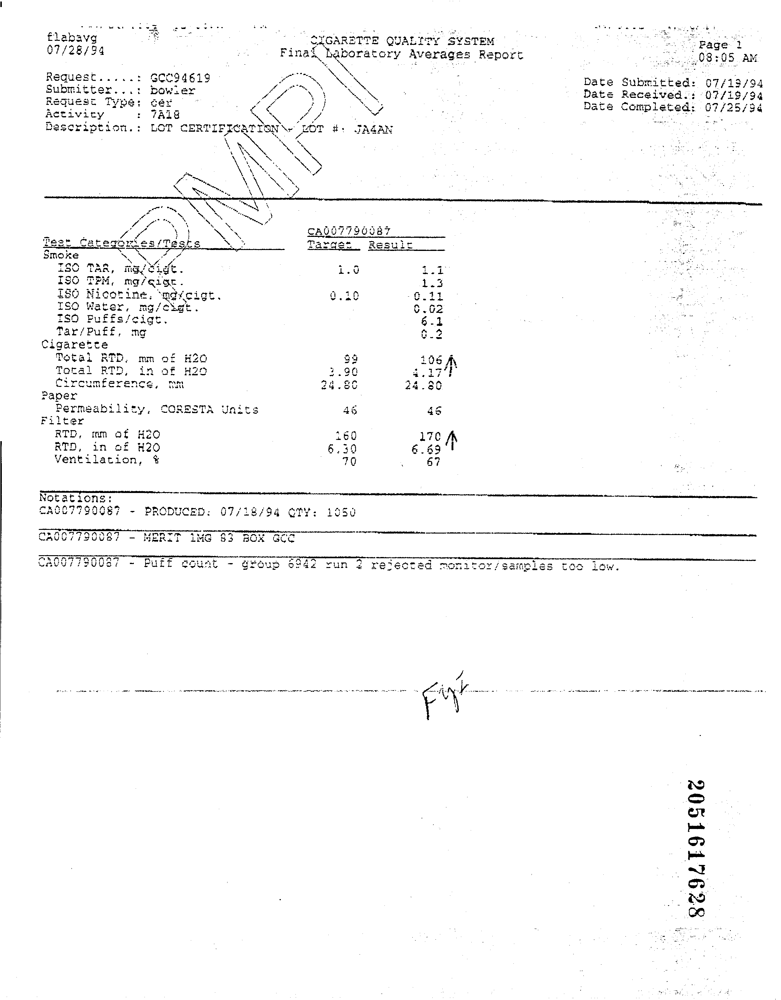 flabavg
CIGARETTE QUALITY SYSTEM
Page 1
07/28/94
Final Laboratory Averages Report
08:05 AM
Request.....: GCC94619
Date Submitted: 07/19/94
Submitter...: bowler
Date Received.: 07/19/94
Request Type: cer
Date Completed: 07/25/94
Activity    : 7A18
Description.: LOT CERTIFICATION - LOT #: JA4AN
PMPI
CA007790087
Test Categories/Tests Target Result
Smoke
ISO TAR, mg/cigt. 1.0 1.1
ISO TPM, mg/cigt. 1.3
ISO Nicotine, mg/cigt. 0.10 0.11
ISO Water, mg/cigt. 0.02
ISO Puffs/cigt. 6.1
Tar/Puff, mg 0.2
Cigarette
Total RTD, mm of H2O 99 106 ↑
Total RTD, in of H2O 3.90 4.17
Circumference, mm 24.80 24.80
Paper
Permeability, CORESTA Units 46 46
Filter
RTD, mm of H2O 160 170 ↑
RTD, in of H2O 6.30 6.69
Ventilation, % 70 67
Notations:
CA007790087 - PRODUCED: 07/18/94 QTY: 1050
CA007790087 - MERIT 1MG 83 BOX GCC
CA007790087 - Puff count - group 6942 run 2 rejected monitor/samples too low.
2051617628